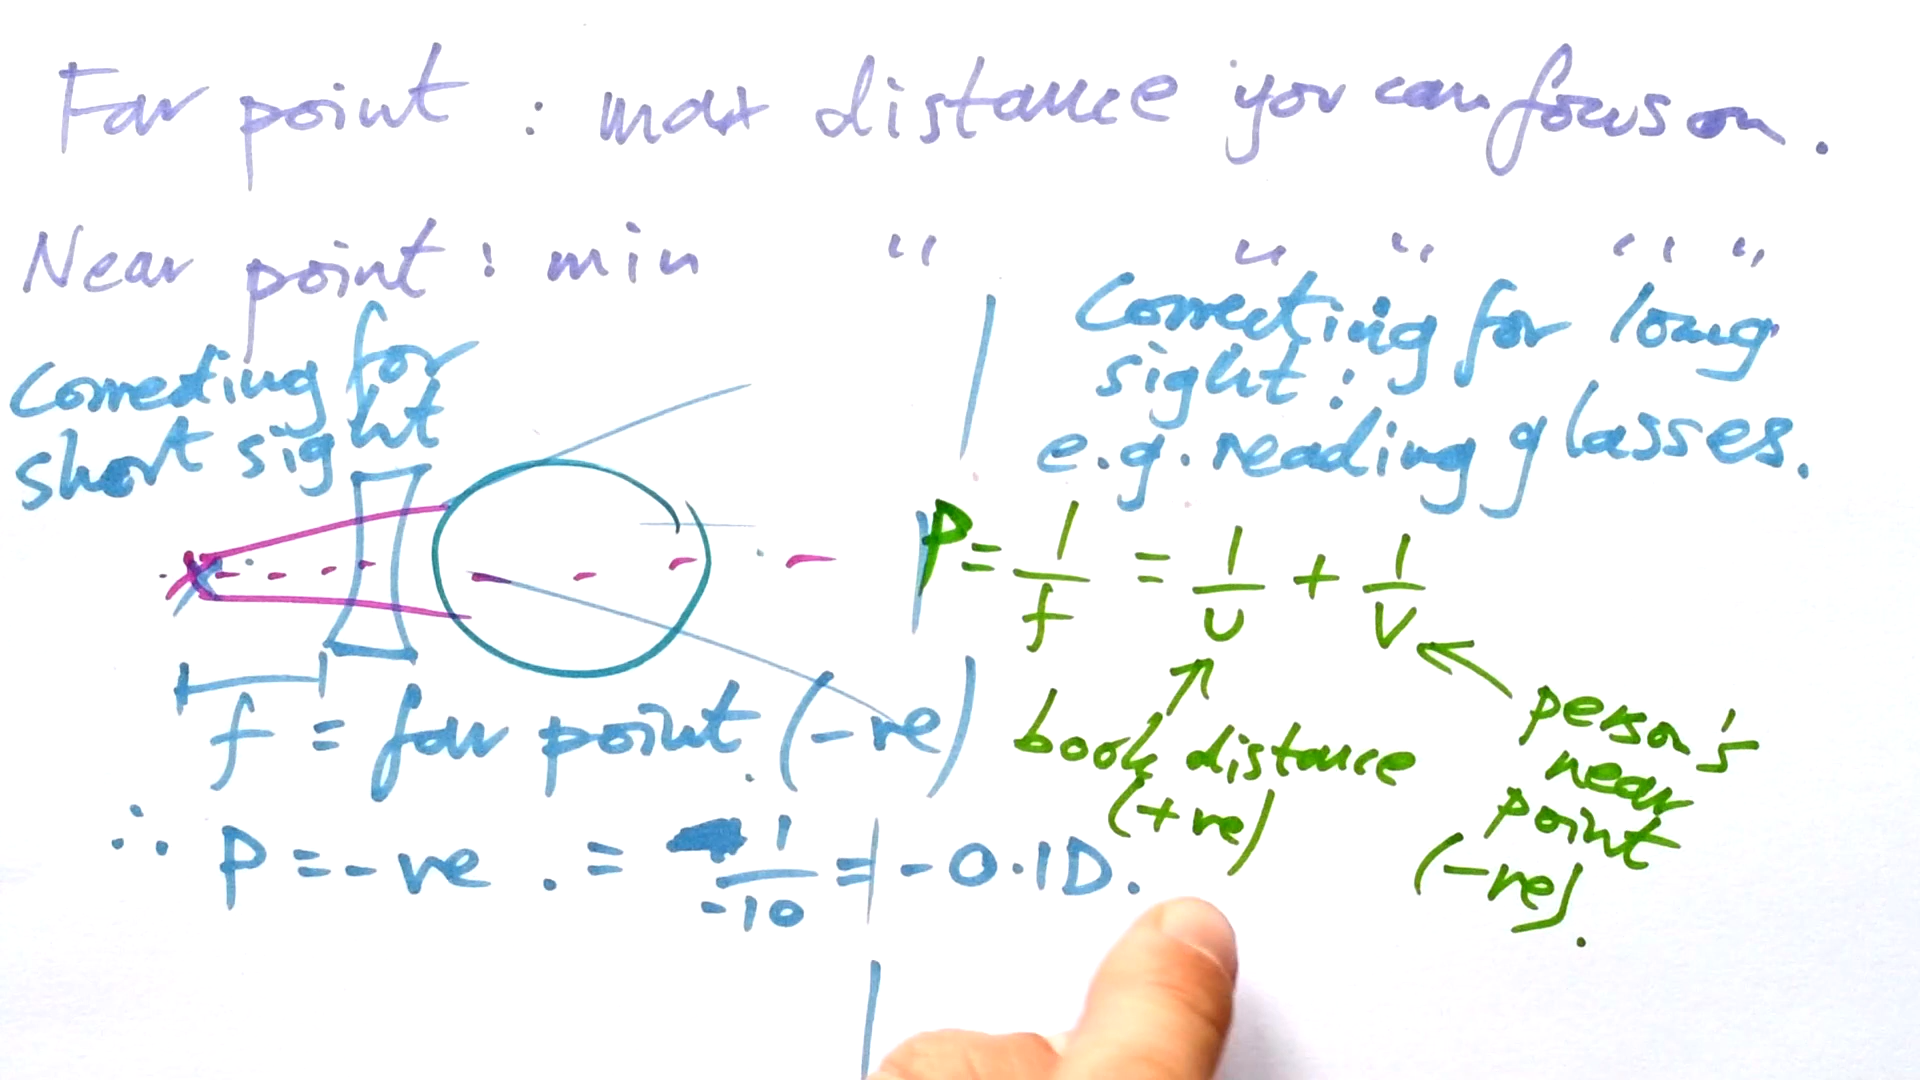 Far point : max distance you can focus on.
Near point : min " " " " "
Correcting for
short sight
f = far point (-ve)
∴ P = -ve . = 1/-10 = -0.1D.
Correcting for long
sight :
e.g. reading glasses.
P = 1/f = 1/u + 1/v
book distance
(+ve)
person's
near
point
(-ve).